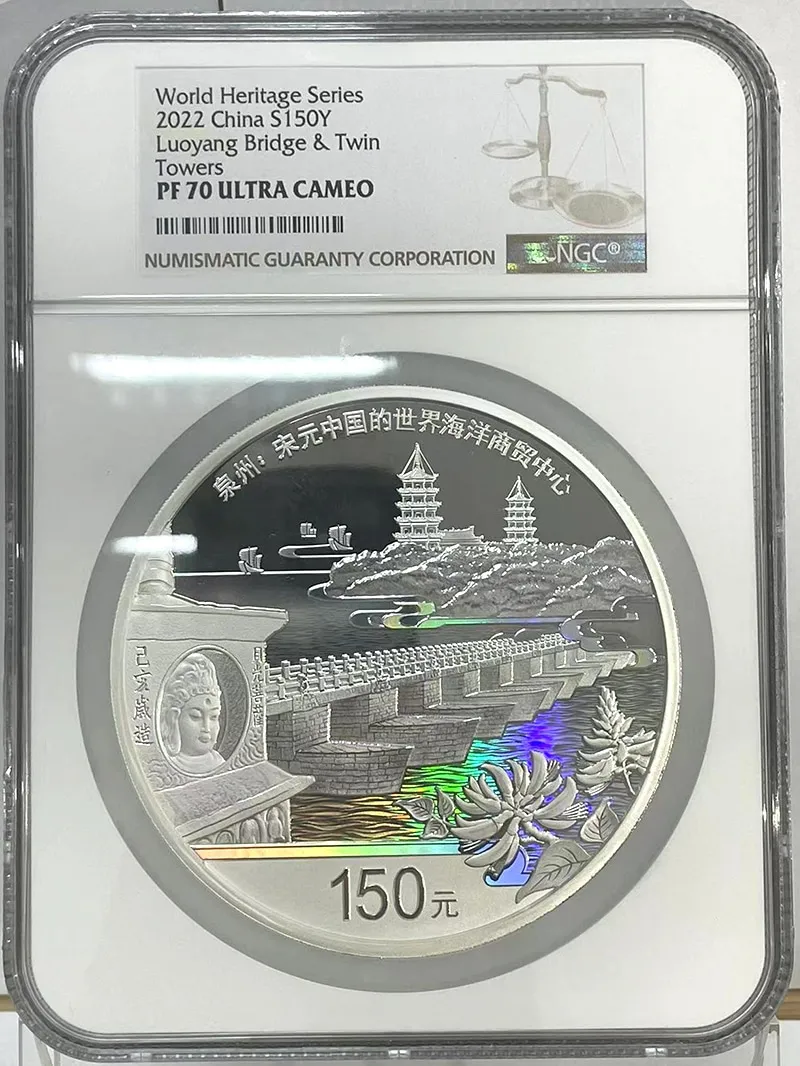 World Heritage Series
2022 China S150Y
Luoyang Bridge & Twin
Towers
PF 70 ULTRA CAMEO
NUMISMATIC GUARANTY CORPORATION
NGC®
泉州：宋元中国的世界海洋商贸中心
己亥岁造
150元